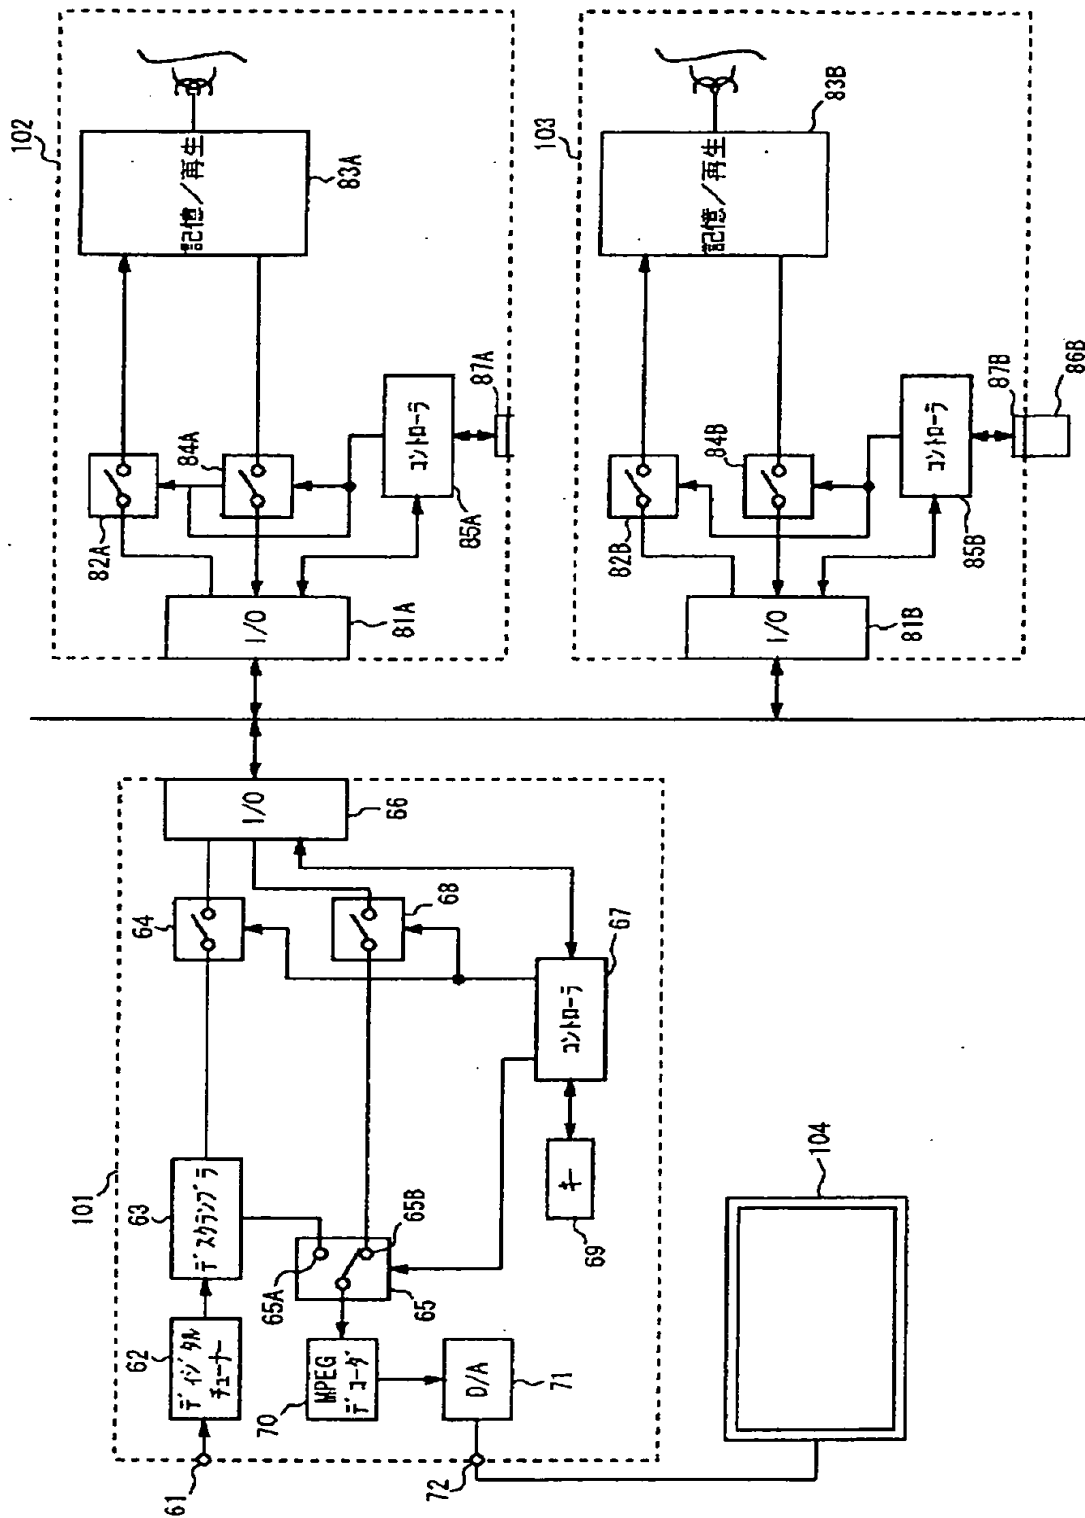 101
61
62
ディジタル
チューナー
63
デスクランブラ
64
I/O
66
65A
65B
65
68
67
コントローラ
69
キー
70
MPEG
デコーダ
D/A
71
72
104
102
82A
84A
記憶/再生
83A
I/O
81A
コントローラ
85A
87A
103
82B
84B
記憶/再生
83B
I/O
81B
コントローラ
85B
87B
86B